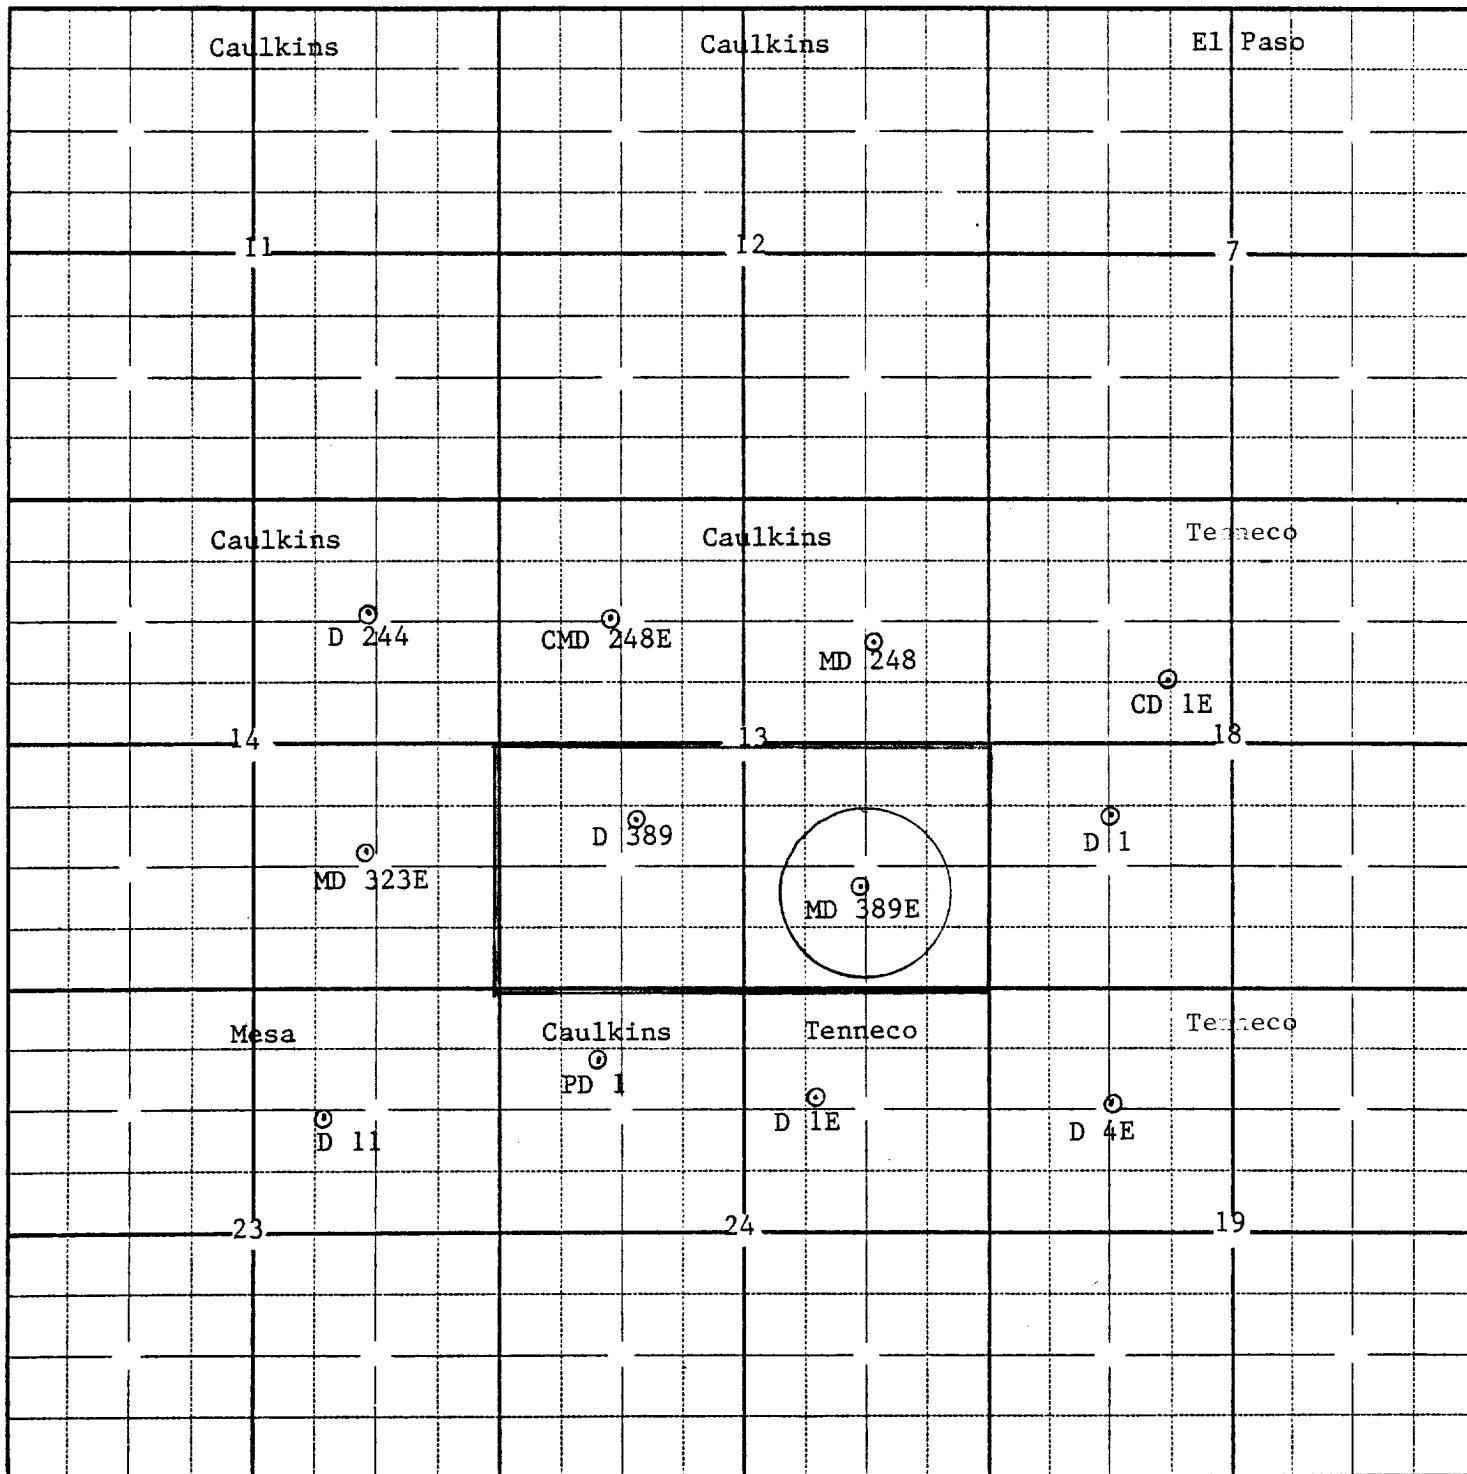 Caulkins Caulkins El Paso
11 12 7
Caulkins Caulkins Tenneco
D 244 CMD 248E MD 248
CD 1E
14 13 18
D 389 D 1
MD 323E MD 389E
Mesa Caulkins Tenneco Tenneco
PD 1
D 11 D 1E D 4E
23 24 19